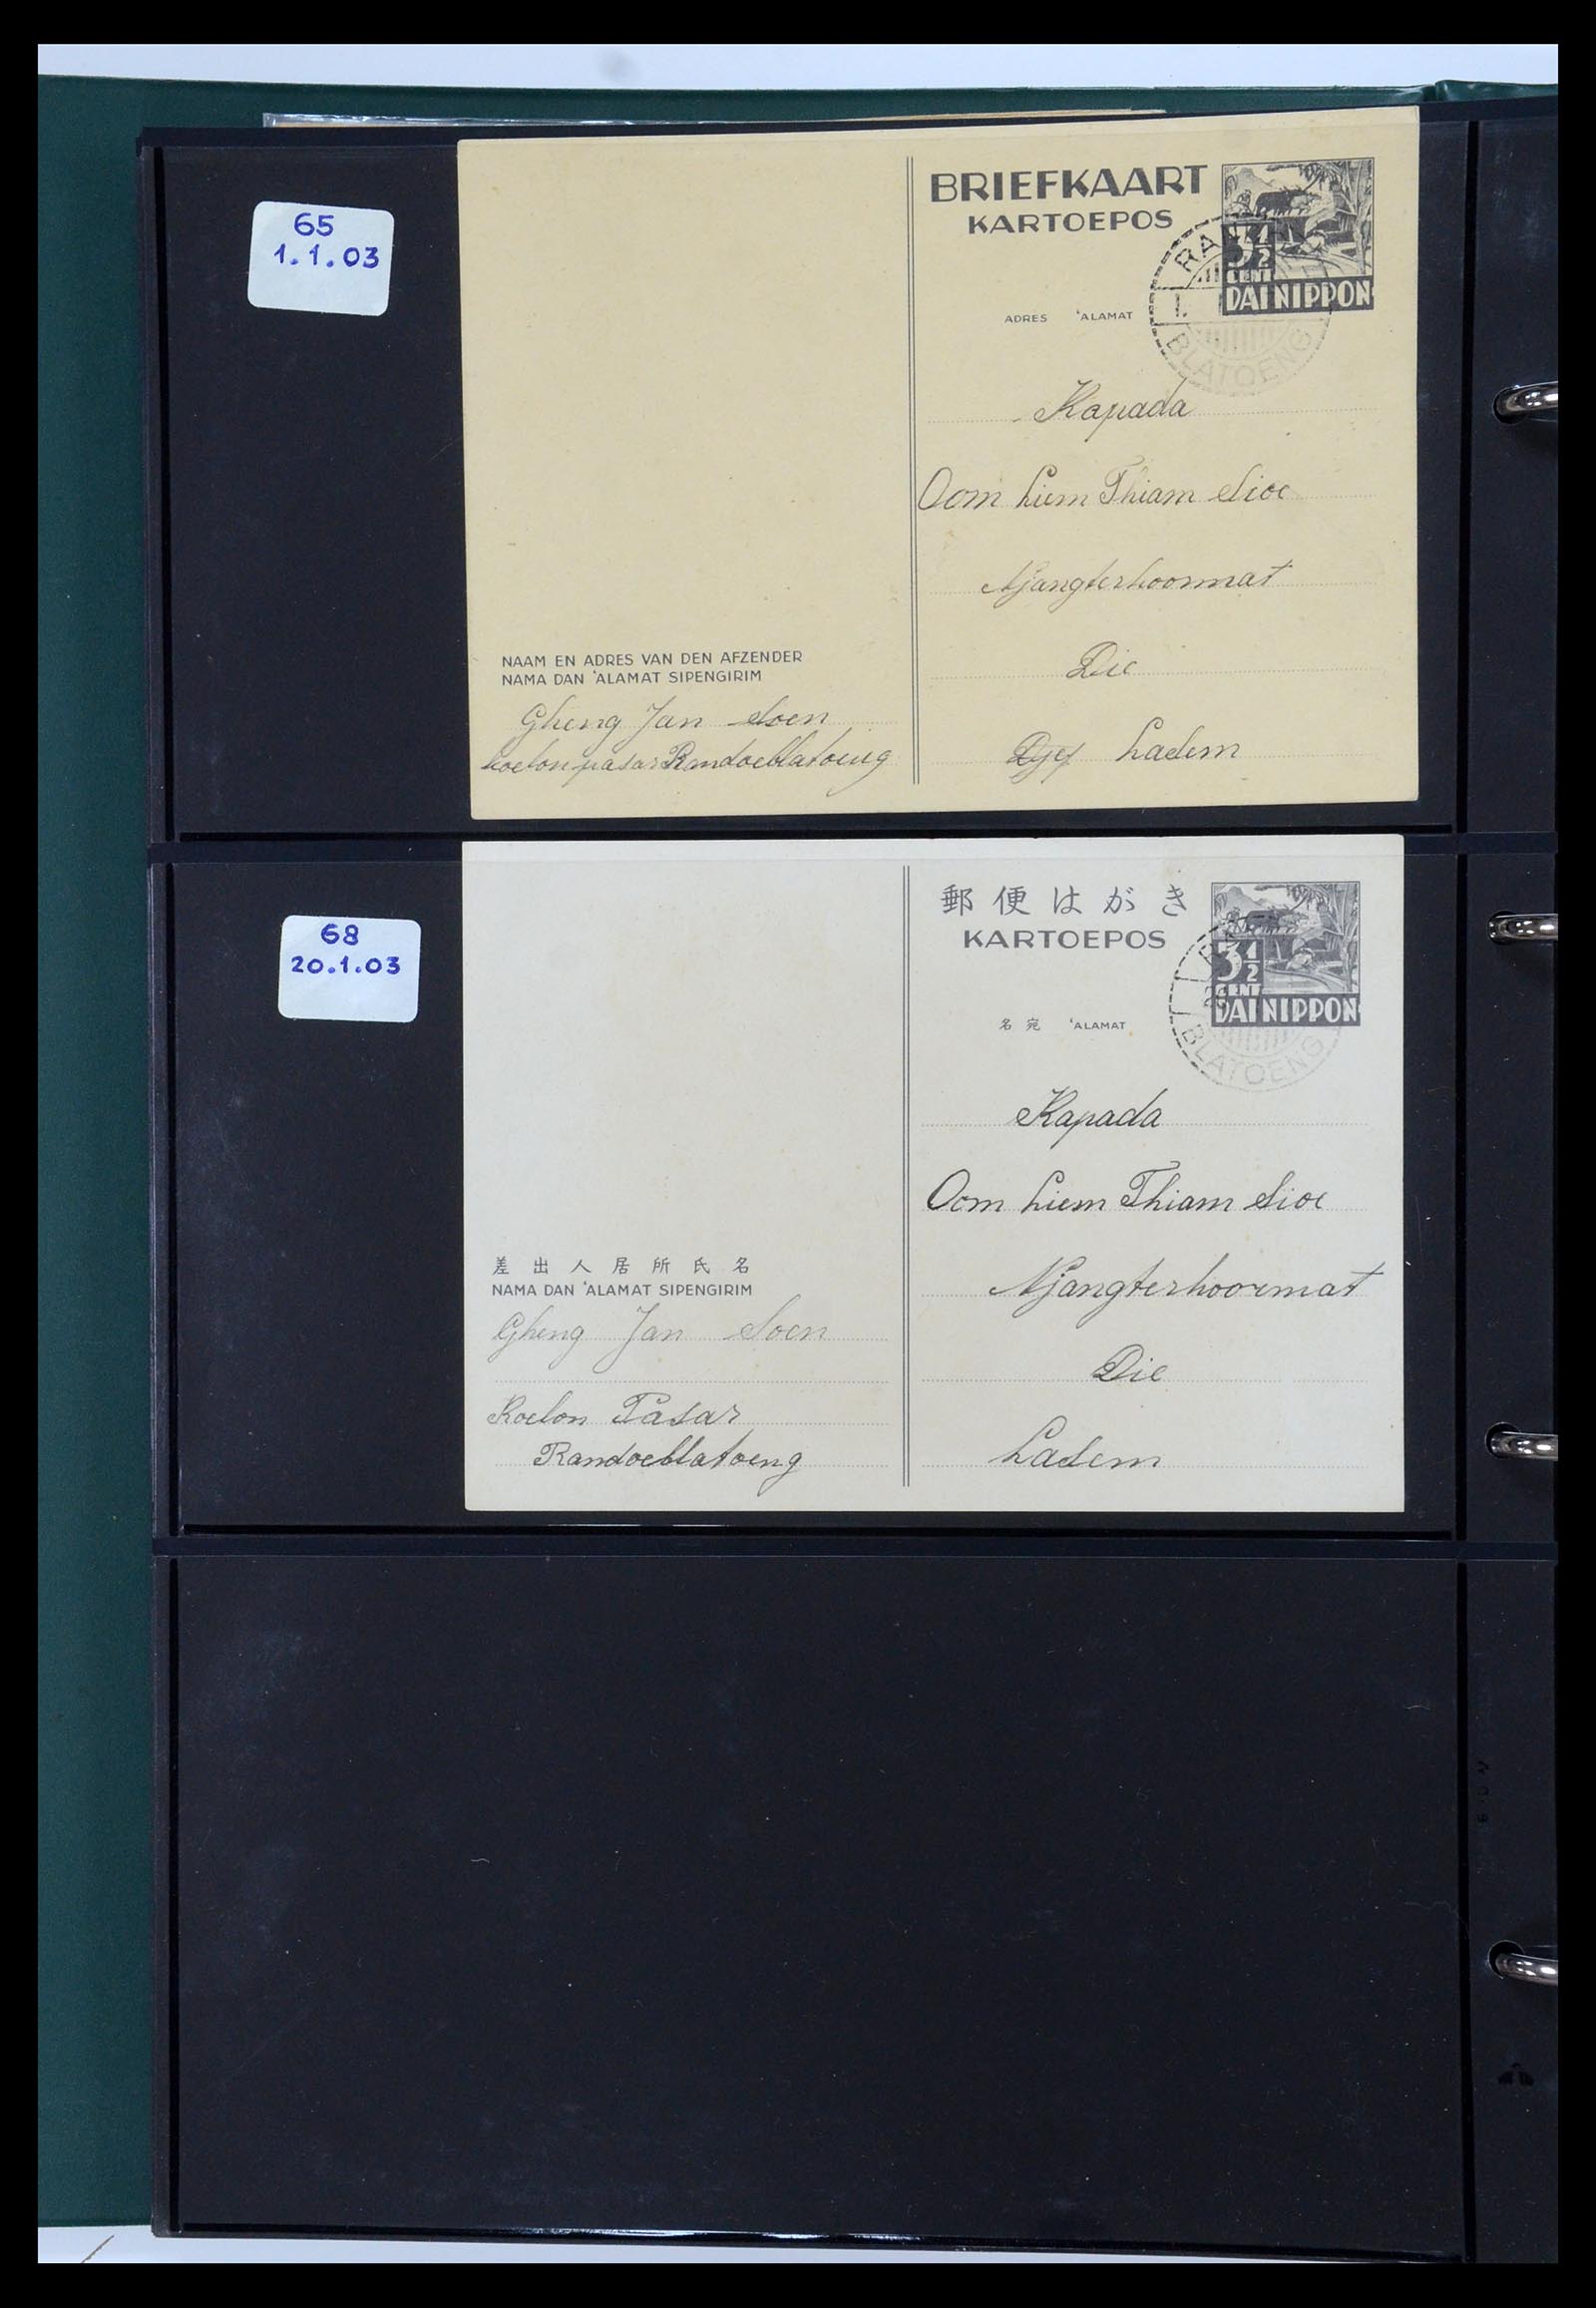 65
1.1.03
BRIEFKAART
KARTOEPOS
3½
CENT
DAI NIPPON
BLATOENG
ADRES 'ALAMAT
Kapada
Oom Liem Thiam Sioe
Njangterhoormat
Die
Lasem
NAAM EN ADRES VAN DEN AFZENDER
NAMA DAN 'ALAMAT SIPENGIRIM
Gheng Jan Soen
koelon pasar Randoeblatoeng
68
20.1.03
郵便はがき
KARTOEPOS
3½
CENT
DAI NIPPON
BLATOENG
名宛 'ALAMAT
Kapada
Oom Liem Thiam Sioe
Njangterhoormat
Die
Lasem
差出人居所氏名
NAMA DAN 'ALAMAT SIPENGIRIM
Gheng Jan Soen
Koelon Pasar
Randoeblatoeng